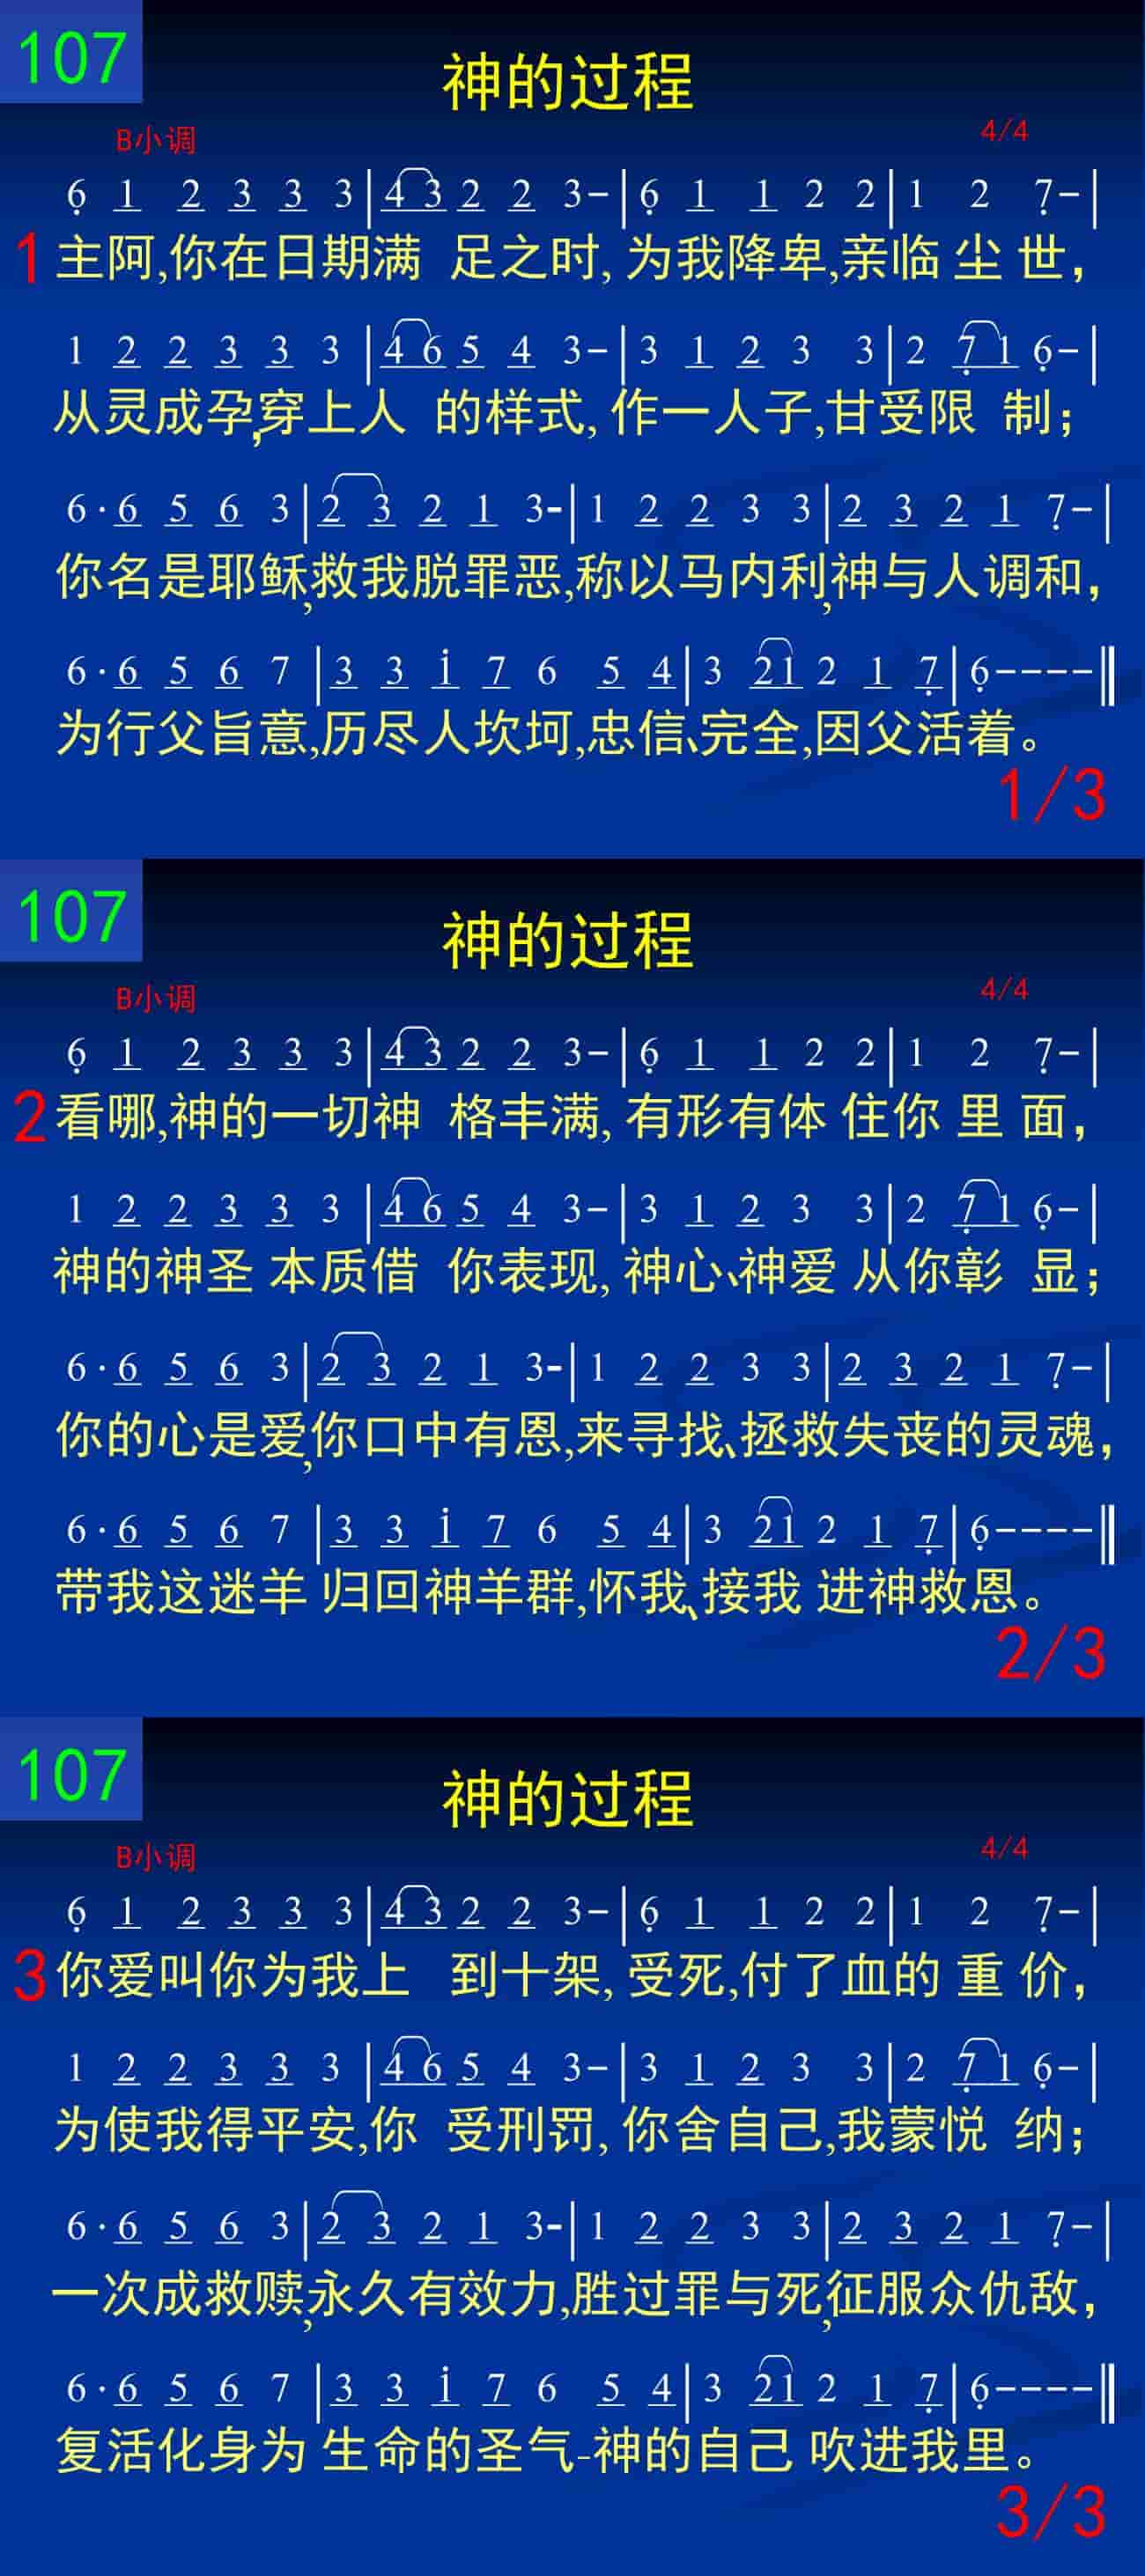 107
神的过程
B小调 4/4
6̣ 1 2 3 3 3|4 3 2 2 3-|6̣ 1 1 2 2|1 2 7̣-|
1 主阿,你在日期满 足之时, 为我降卑,亲临 尘 世,
1 2 2 3 3 3|4 6 5 4 3-|3 1 2 3 3|2 7̣ 1 6̣-|
从灵成孕,穿上人 的样式, 作一人子,甘受限 制;
6·6 5 6 3|2 3 2 1 3-|1 2 2 3 3|2 3 2 1 7̣-|
你名是耶稣,救我脱罪恶,称以马内利,神与人调和,
6·6 5 6 7|3 3 1̇ 7 6 5 4|3 2 1 2 1 7̣|6̣----‖
为行父旨意,历尽人坎坷,忠信、完全,因父活着。
1/3
107
神的过程
B小调 4/4
6̣ 1 2 3 3 3|4 3 2 2 3-|6̣ 1 1 2 2|1 2 7̣-|
2 看哪,神的一切神 格丰满, 有形有体 住你 里 面,
1 2 2 3 3 3|4 6 5 4 3-|3 1 2 3 3|2 7̣ 1 6̣-|
神的神圣 本质借 你表现, 神心、神爱 从你彰 显;
6·6 5 6 3|2 3 2 1 3-|1 2 2 3 3|2 3 2 1 7̣-|
你的心是爱,你口中有恩,来寻找、拯救失丧的灵魂,
6·6 5 6 7|3 3 1̇ 7 6 5 4|3 2 1 2 1 7̣|6̣----‖
带我这迷羊 归回神羊群,怀我、接我 进神救恩。
2/3
107
神的过程
B小调 4/4
6̣ 1 2 3 3 3|4 3 2 2 3-|6̣ 1 1 2 2|1 2 7̣-|
3 你爱叫你为我上 到十架, 受死,付了血的 重 价,
1 2 2 3 3 3|4 6 5 4 3-|3 1 2 3 3|2 7̣ 1 6̣-|
为使我得平安,你 受刑罚, 你舍自己,我蒙悦 纳;
6·6 5 6 3|2 3 2 1 3-|1 2 2 3 3|2 3 2 1 7̣-|
一次成救赎,永久有效力,胜过罪与死,征服众仇敌,
6·6 5 6 7|3 3 1̇ 7 6 5 4|3 2 1 2 1 7̣|6̣----‖
复活化身为 生命的圣气-神的自己 吹进我里。
3/3